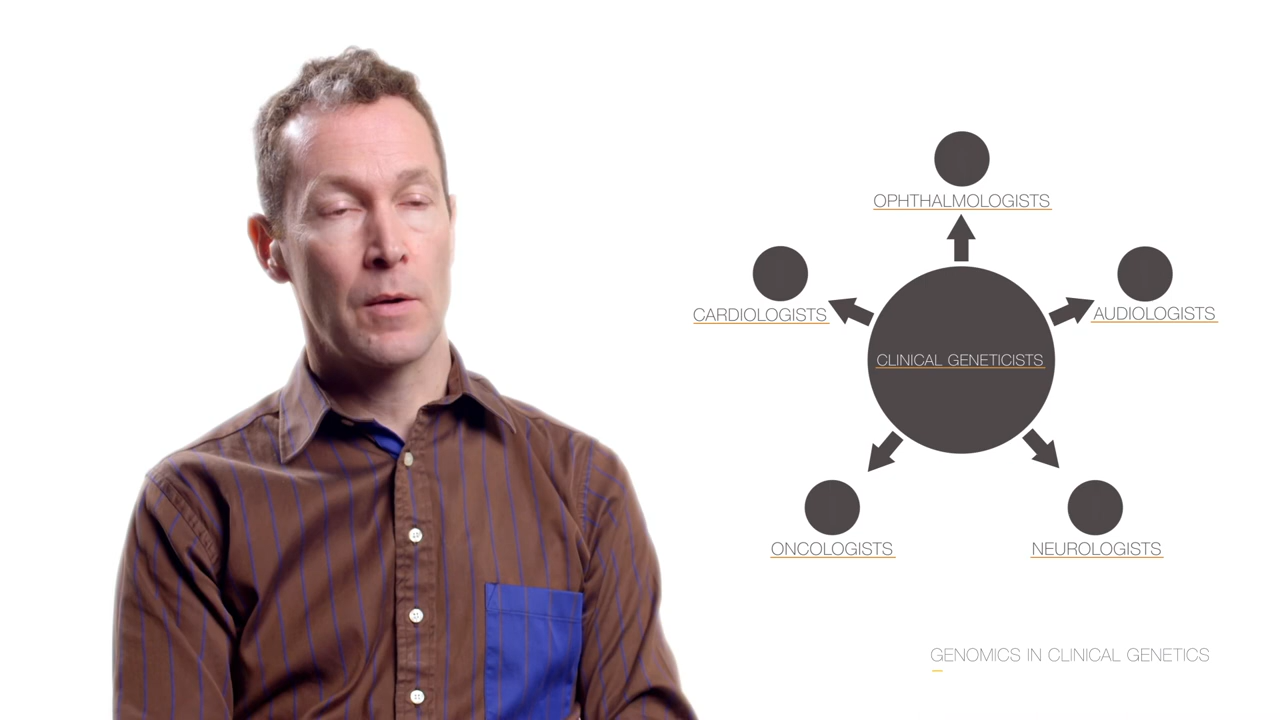 OPHTHALMOLOGISTS
CARDIOLOGISTS
AUDIOLOGISTS
CLINICAL GENETICISTS
ONCOLOGISTS
NEUROLOGISTS
GENOMICS IN CLINICAL GENETICS